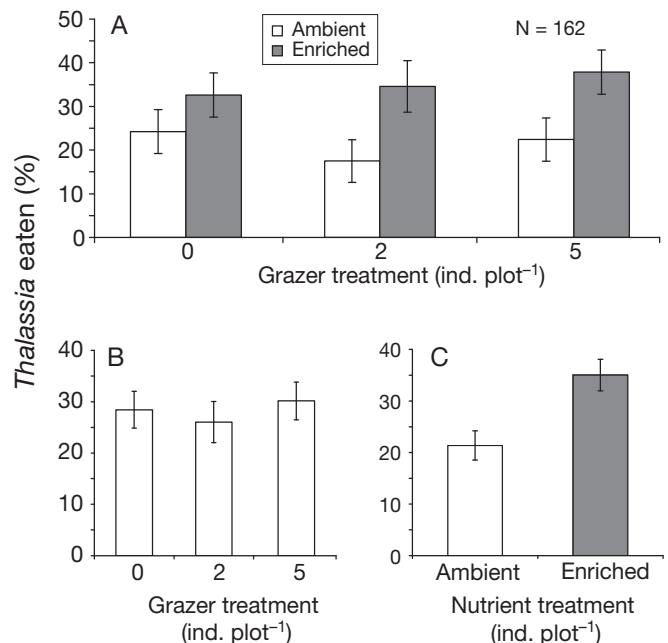 A
Ambient
Enriched
N = 162
50
40
30
20
10
0
0 2 5
Grazer treatment (ind. plot⁻¹)
Thalassia eaten (%)
B
40
30
20
10
0
0 2 5
Grazer treatment
(ind. plot⁻¹)
C
40
30
20
10
0
Ambient Enriched
Nutrient treatment
(ind. plot⁻¹)